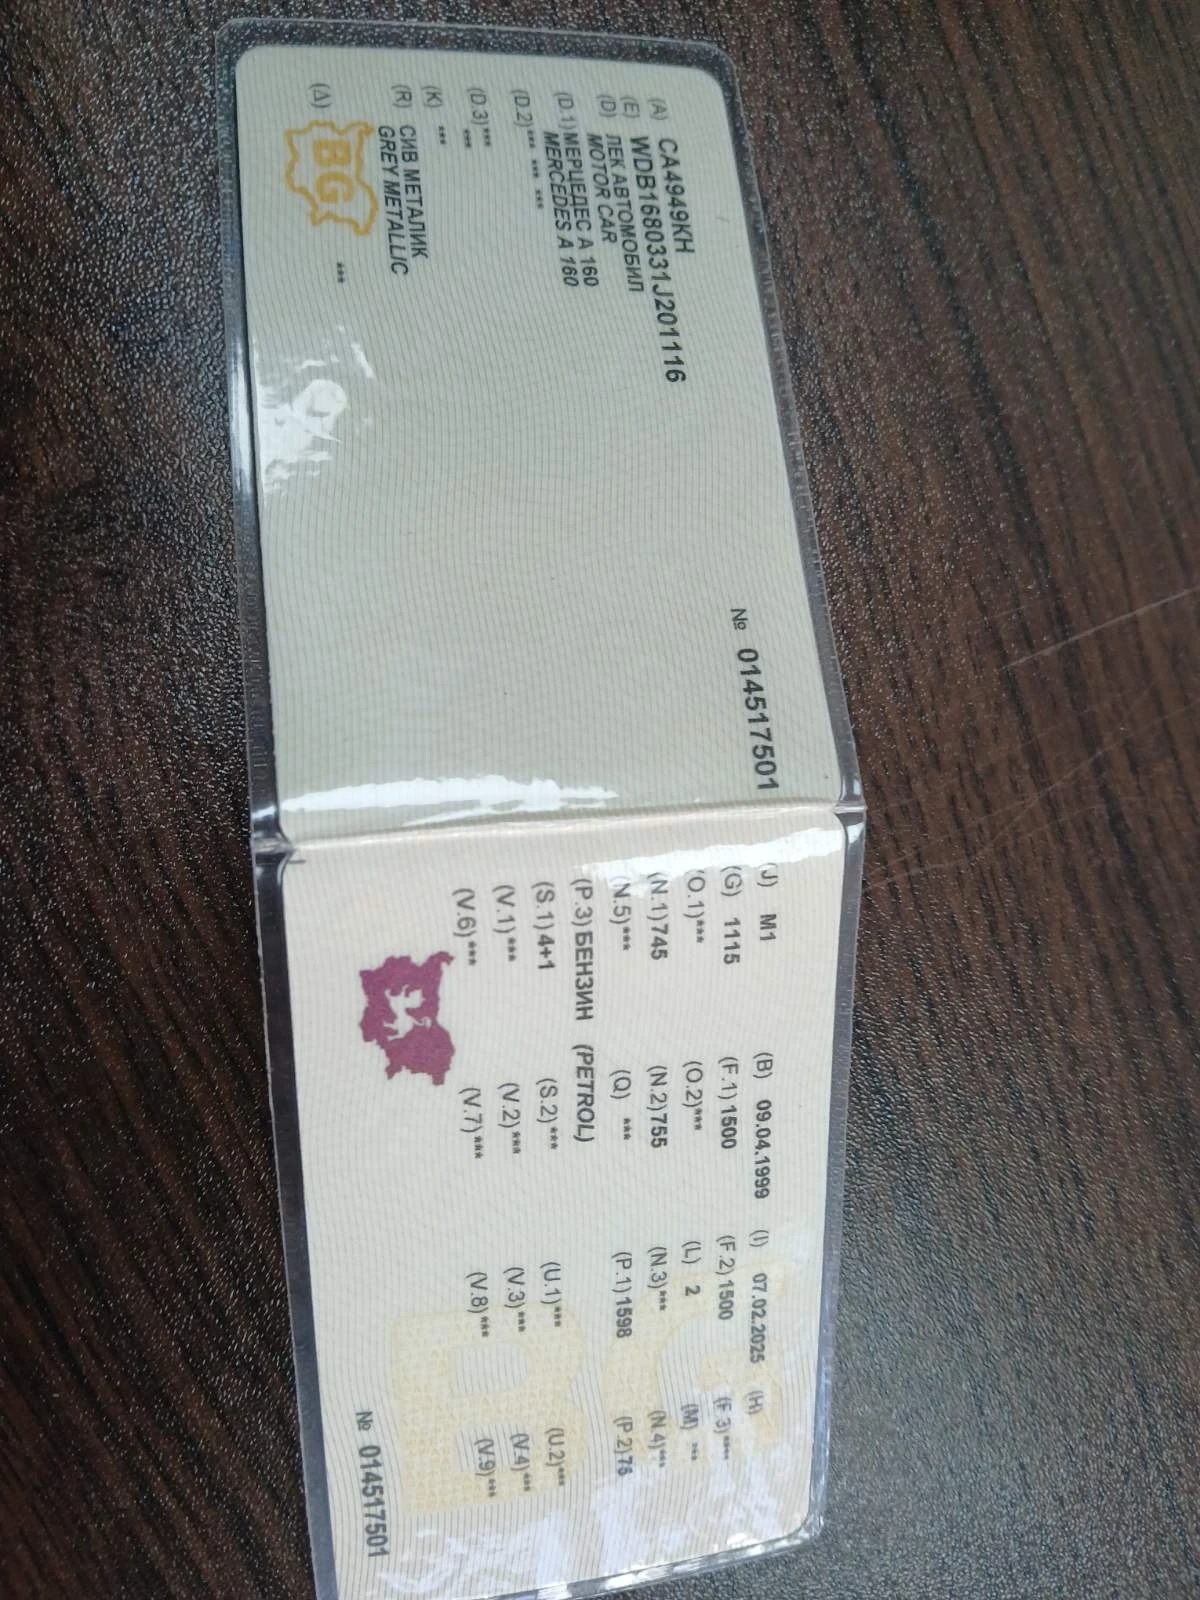 № 014517501
(A) CA4949KH
(E) WDB1680331J201116
(D) ЛЕК АВТОМОБИЛ
MOTOR CAR
(D.1) МЕРЦЕДЕС А 160
MERCEDES A 160
(D.2) *** *** ***
(D.3) *** ***
(K) ***
(R) СИВ МЕТАЛИК
GREY METALLIC
(Δ) BG ***
(J) M1 (B) 09.04.1999 (I) 07.02.2025 (H)
(G) 1115 (F.1) 1500 (F.2) 1500 (F.3) ***
(O.1) *** (O.2) *** (L) 2 (M) ***
(N.1) 745 (N.2) 755 (N.3) *** (N.4) ***
(N.5) *** (Q) *** (P.1) 1598 (P.2) 75
(P.3) БЕНЗИН (PETROL)
(S.1) 4+1 (S.2) *** (U.1) *** (U.2) ***
(V.1) *** (V.2) *** (V.3) *** (V.4) ***
(V.6) *** (V.7) *** (V.8) *** (V.9) ***
№ 014517501